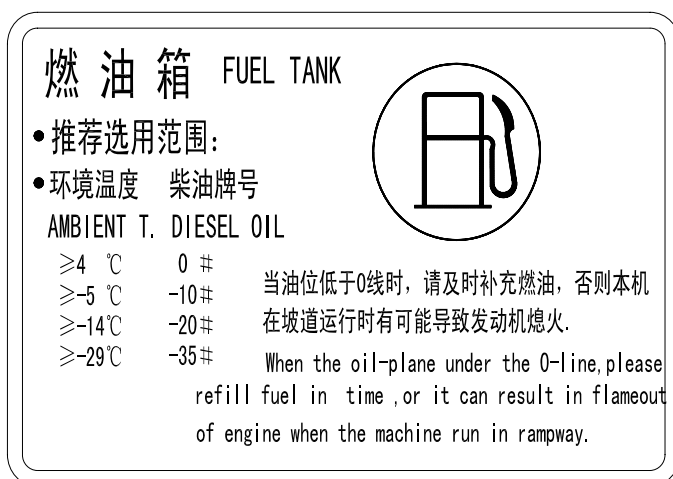 燃 油 箱 FUEL TANK
•推荐选用范围:
•环境温度 柴油牌号
AMBIENT T. DIESEL OIL
≥4 ℃ 0 #
≥-5 ℃ -10#
≥-14℃ -20#
≥-29℃ -35#
当油位低于0线时, 请及时补充燃油, 否则本机
在坡道运行时有可能导致发动机熄火.
When the oil-plane under the 0-line,please
refill fuel in time ,or it can result in flameout
of engine when the machine run in rampway.